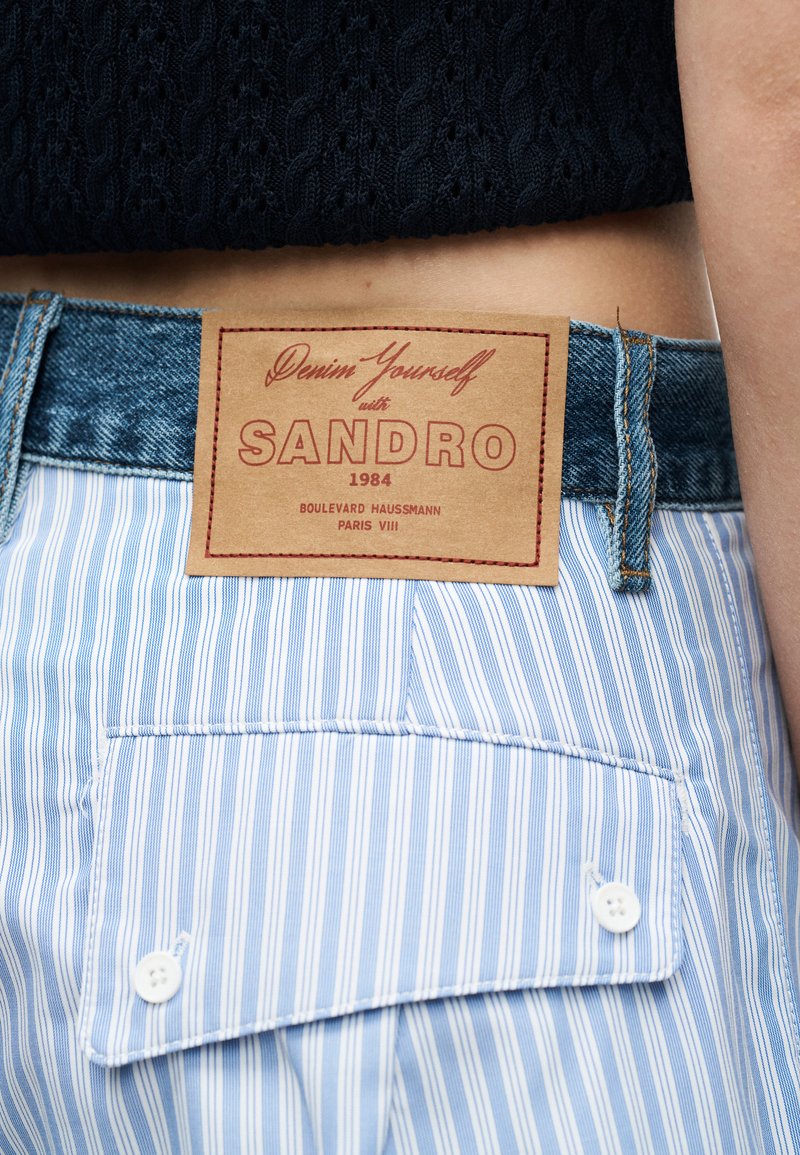 Denim Yourself
with
SANDRO
1984
BOULEVARD HAUSSMANN
PARIS VIII